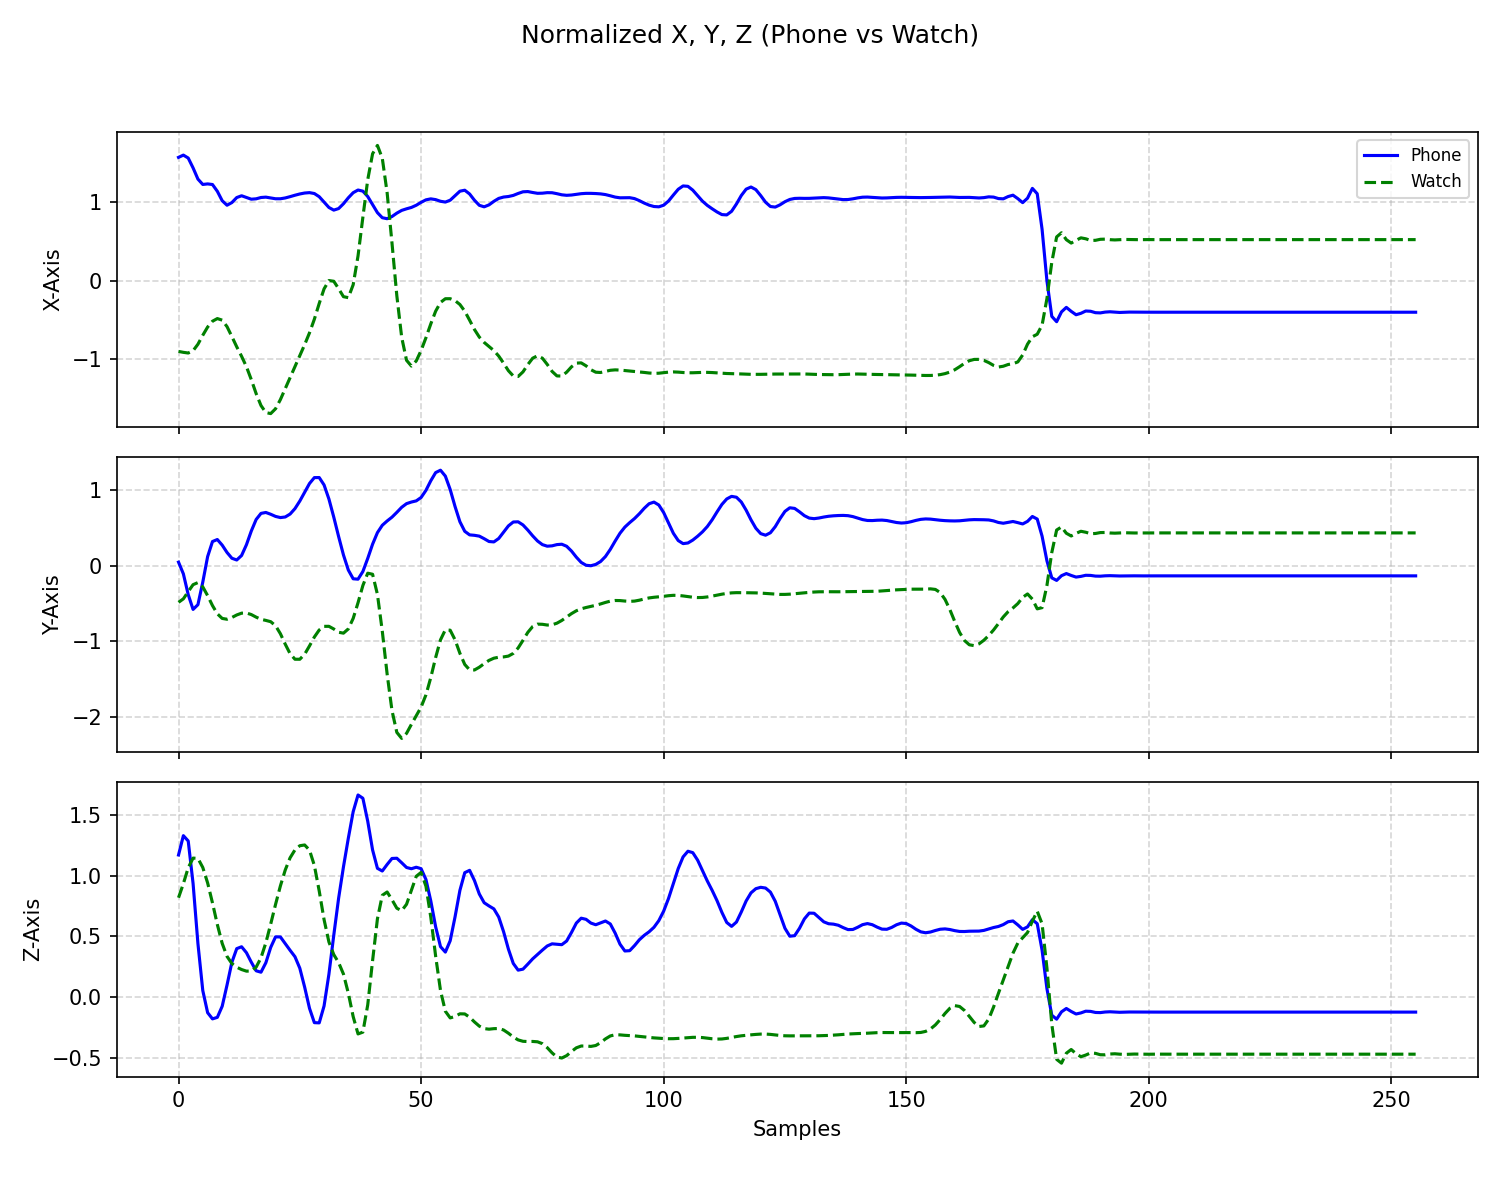 Normalized X, Y, Z (Phone vs Watch)
Phone
Watch
X-Axis
1
0
−1
Y-Axis
1
0
−1
−2
Z-Axis
1.5
1.0
0.5
0.0
−0.5
0 50 100 150 200 250
Samples